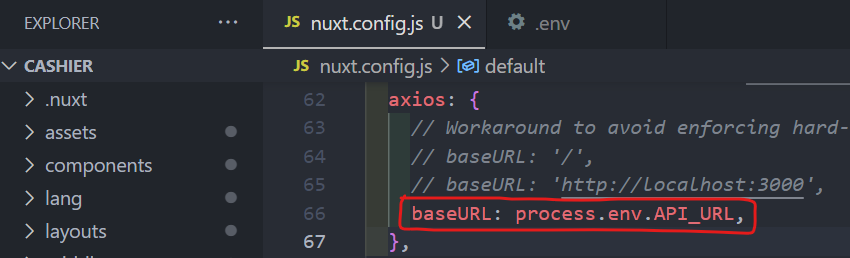 EXPLORER ...
JS nuxt.config.js U ×
.env
CASHIER
JS nuxt.config.js > default
> .nuxt
> assets
> components
> lang
> layouts
62 axios: {
63 // Workaround to avoid enforcing hard-
64 // baseURL: '/',
65 // baseURL: 'http://localhost:3000',
66 baseURL: process.env.API_URL,
67 },